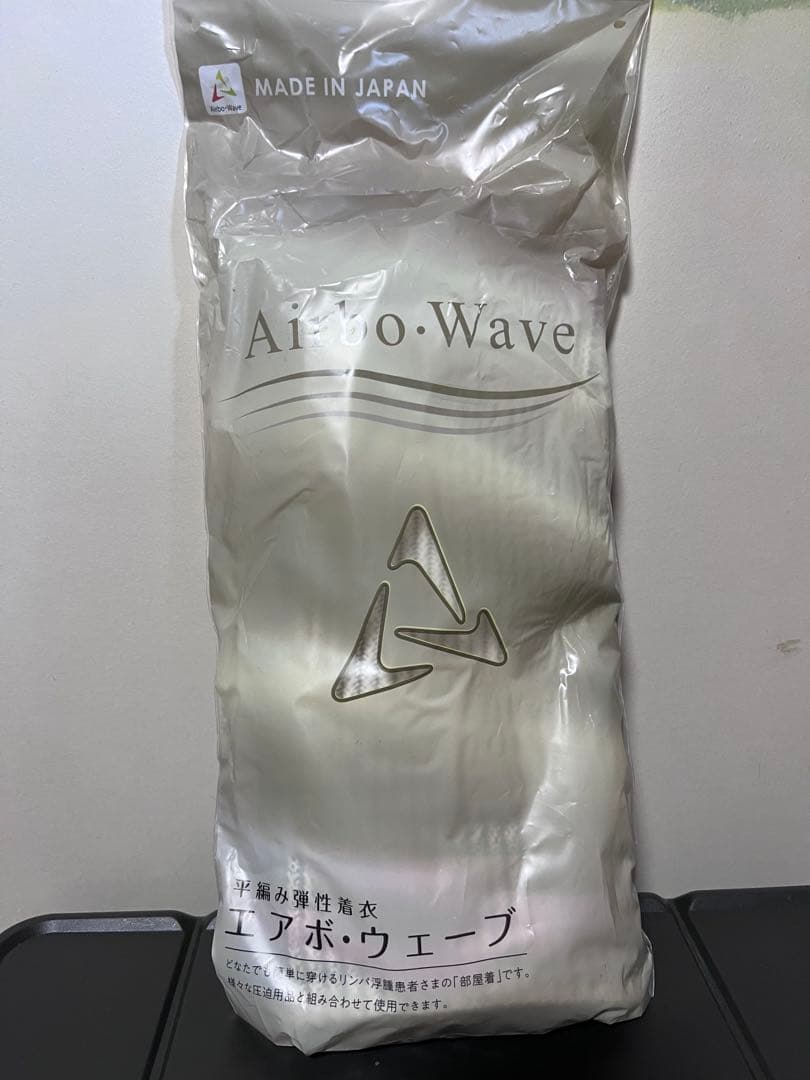 Airbo・Wave
MADE IN JAPAN
Airbo・Wave
平編み弾性着衣
エアボ・ウェーブ
どなたでも簡単に穿けるリンパ浮腫患者さまの「部屋着」です。
様々な圧迫用品と組み合わせて使用できます。